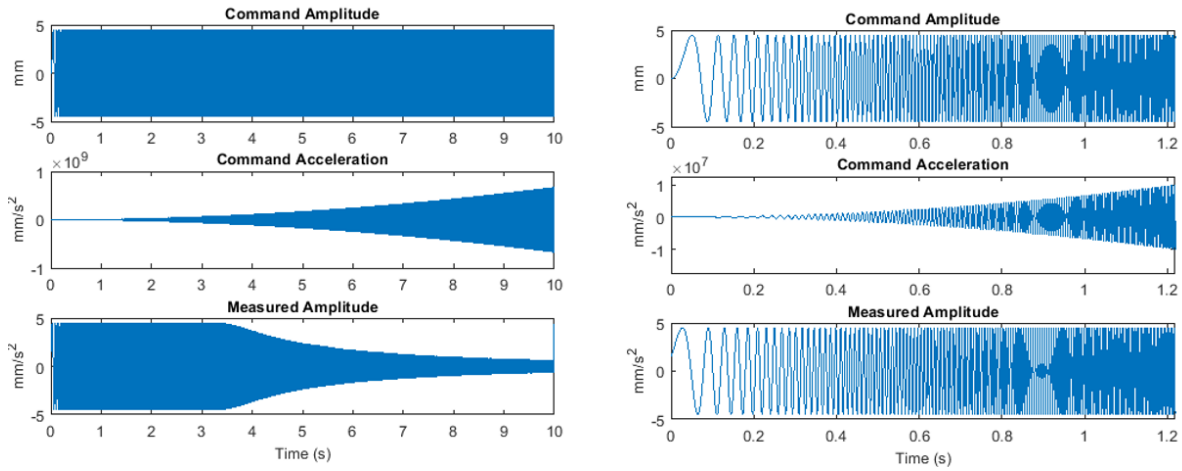 Command Amplitude
5
0
-5
mm
0 1 2 3 4 5 6 7 8 9 10
Command Acceleration
×10^9
1
0
-1
mm/s²
0 1 2 3 4 5 6 7 8 9 10
Measured Amplitude
5
0
-5
mm/s²
0 1 2 3 4 5 6 7 8 9 10
Time (s)
Command Amplitude
5
0
-5
mm
0 0.2 0.4 0.6 0.8 1 1.2
Command Acceleration
×10^7
1
0
-1
mm/s²
0 0.2 0.4 0.6 0.8 1 1.2
Measured Amplitude
5
0
-5
mm/s²
0 0.2 0.4 0.6 0.8 1 1.2
Time (s)